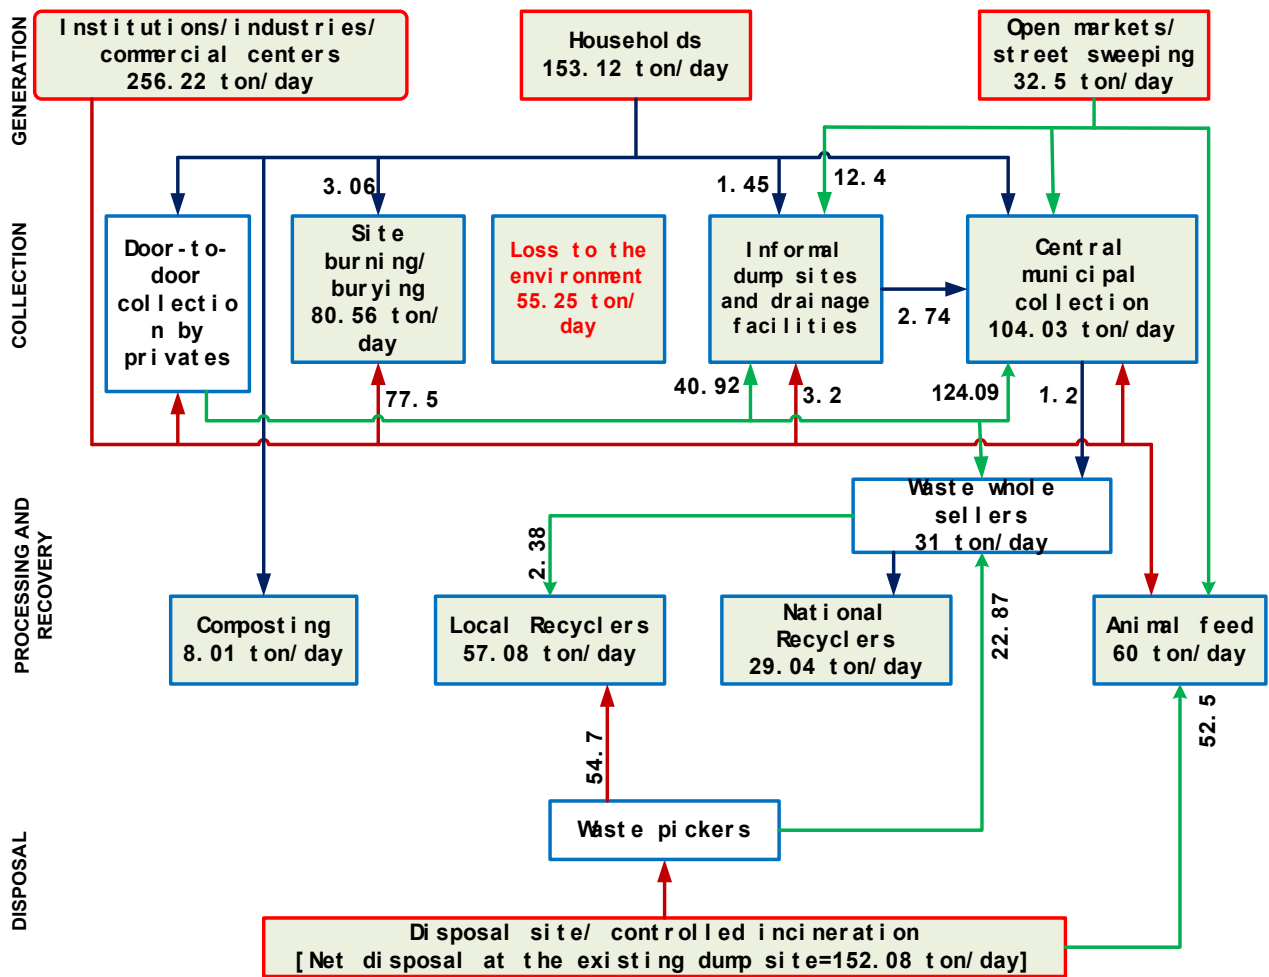 GENERATION
Institutions/industries/
commercial centers
256.22 ton/day
Households
153.12 ton/day
Open markets/
street sweeping
32.5 ton/day
3.06
1.45
12.4
COLLECTION
Door-to-
door
collectio
n by
privates
Site
burning/
burying
80.56 ton/
day
Loss to the
environment
55.25 ton/
day
Informal
dump sites
and drainage
facilities
2.74
Central
municipal
collection
104.03 ton/day
77.5
40.92
3.2
124.09
1.2
PROCESSING AND
RECOVERY
Waste whole
sellers
31 ton/day
2.38
22.87
Composting
8.01 ton/day
Local Recyclers
57.08 ton/day
National
Recyclers
29.04 ton/day
Animal feed
60 ton/day
52.5
54.7
DISPOSAL
Waste pickers
Disposal site/ controlled incineration
[Net disposal at the existing dump site=152.08 ton/day]